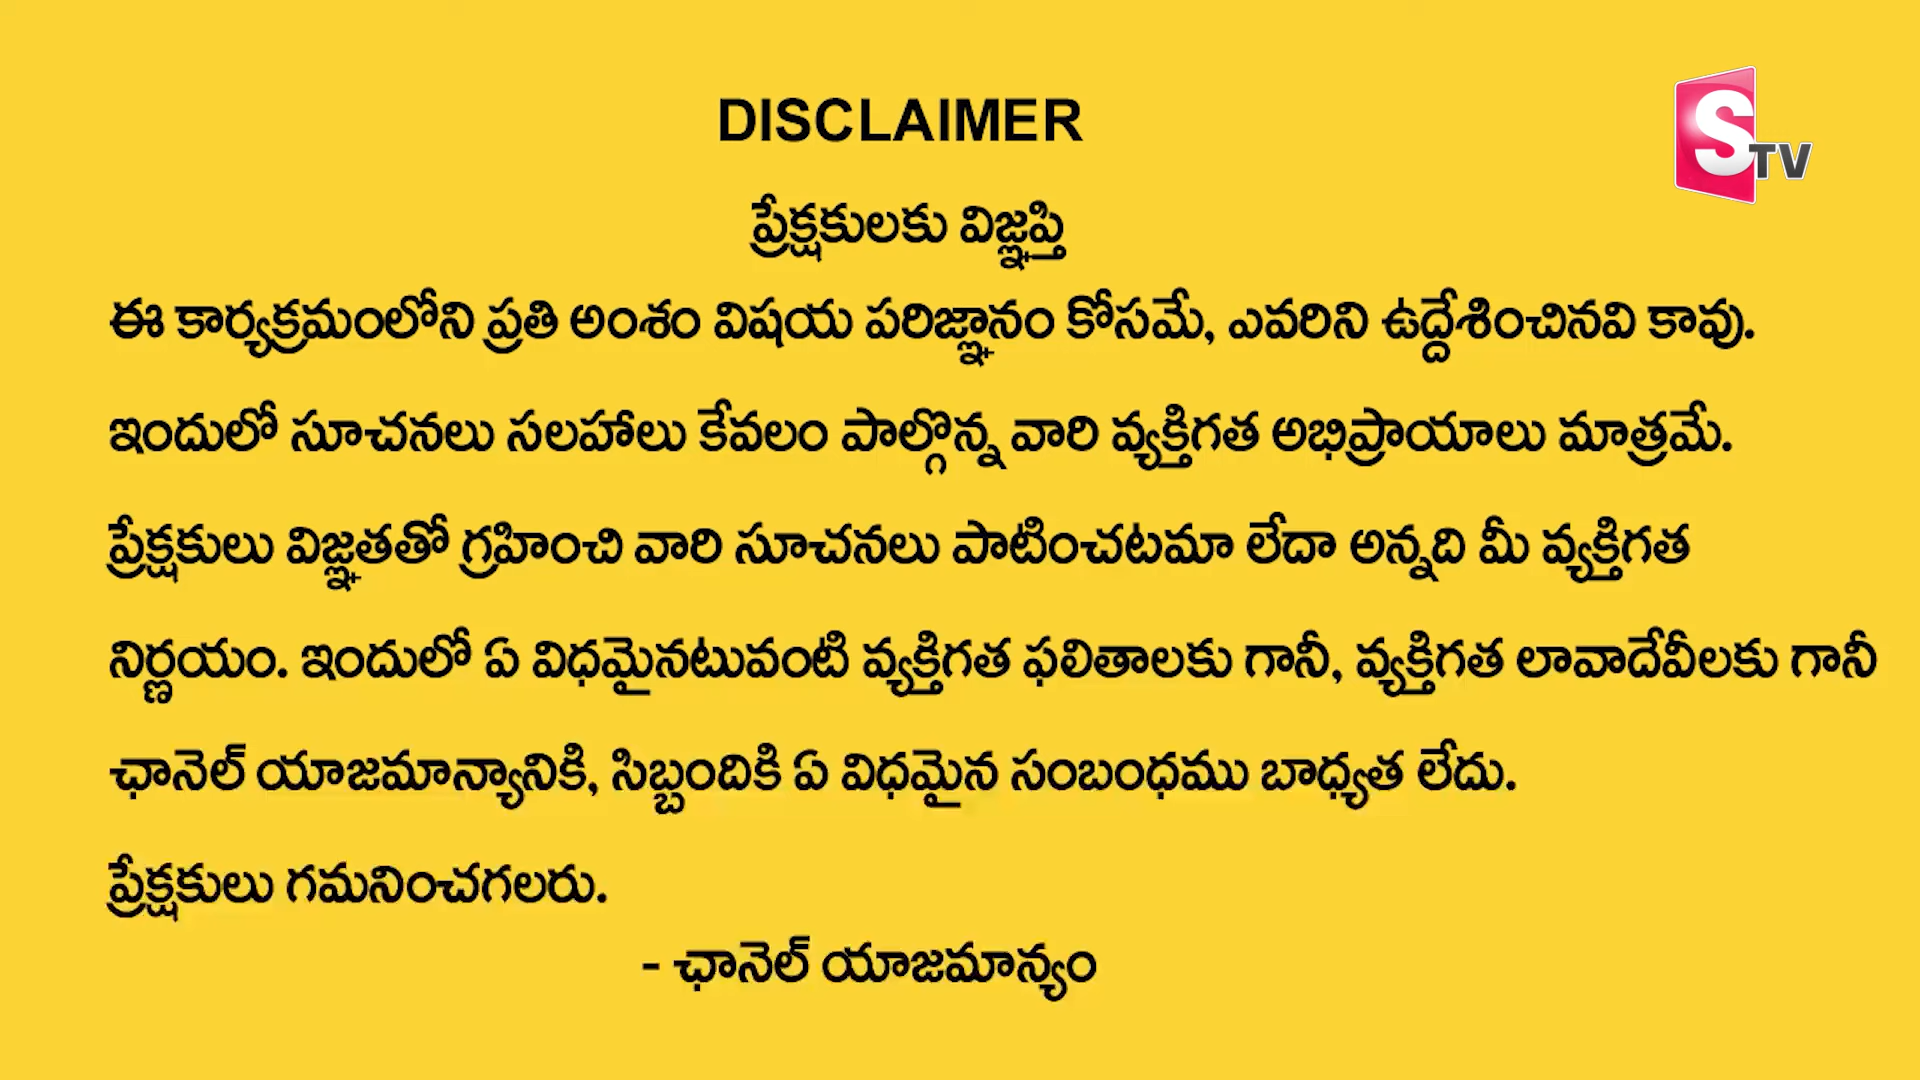 DISCLAIMER
STV
ప్రేక్షకులకు విజ్ఞప్తి
ఈ కార్యక్రమంలోని ప్రతి అంశం విషయ పరిజ్ఞానం కోసమే, ఎవరిని ఉద్దేశించినవి కావు.
ఇందులో సూచనలు సలహాలు కేవలం పాల్గొన్న వారి వ్యక్తిగత అభిప్రాయాలు మాత్రమే.
ప్రేక్షకులు విజ్ఞతతో గ్రహించి వారి సూచనలు పాటించటమా లేదా అన్నది మీ వ్యక్తిగత
నిర్ణయం. ఇందులో ఏ విధమైనటువంటి వ్యక్తిగత ఫలితాలకు గానీ, వ్యక్తిగత లావాదేవీలకు గానీ
ఛానెల్ యాజమాన్యానికి, సిబ్బందికి ఏ విధమైన సంబంధము బాధ్యత లేదు.
ప్రేక్షకులు గమనించగలరు.
- ఛానెల్ యాజమాన్యం